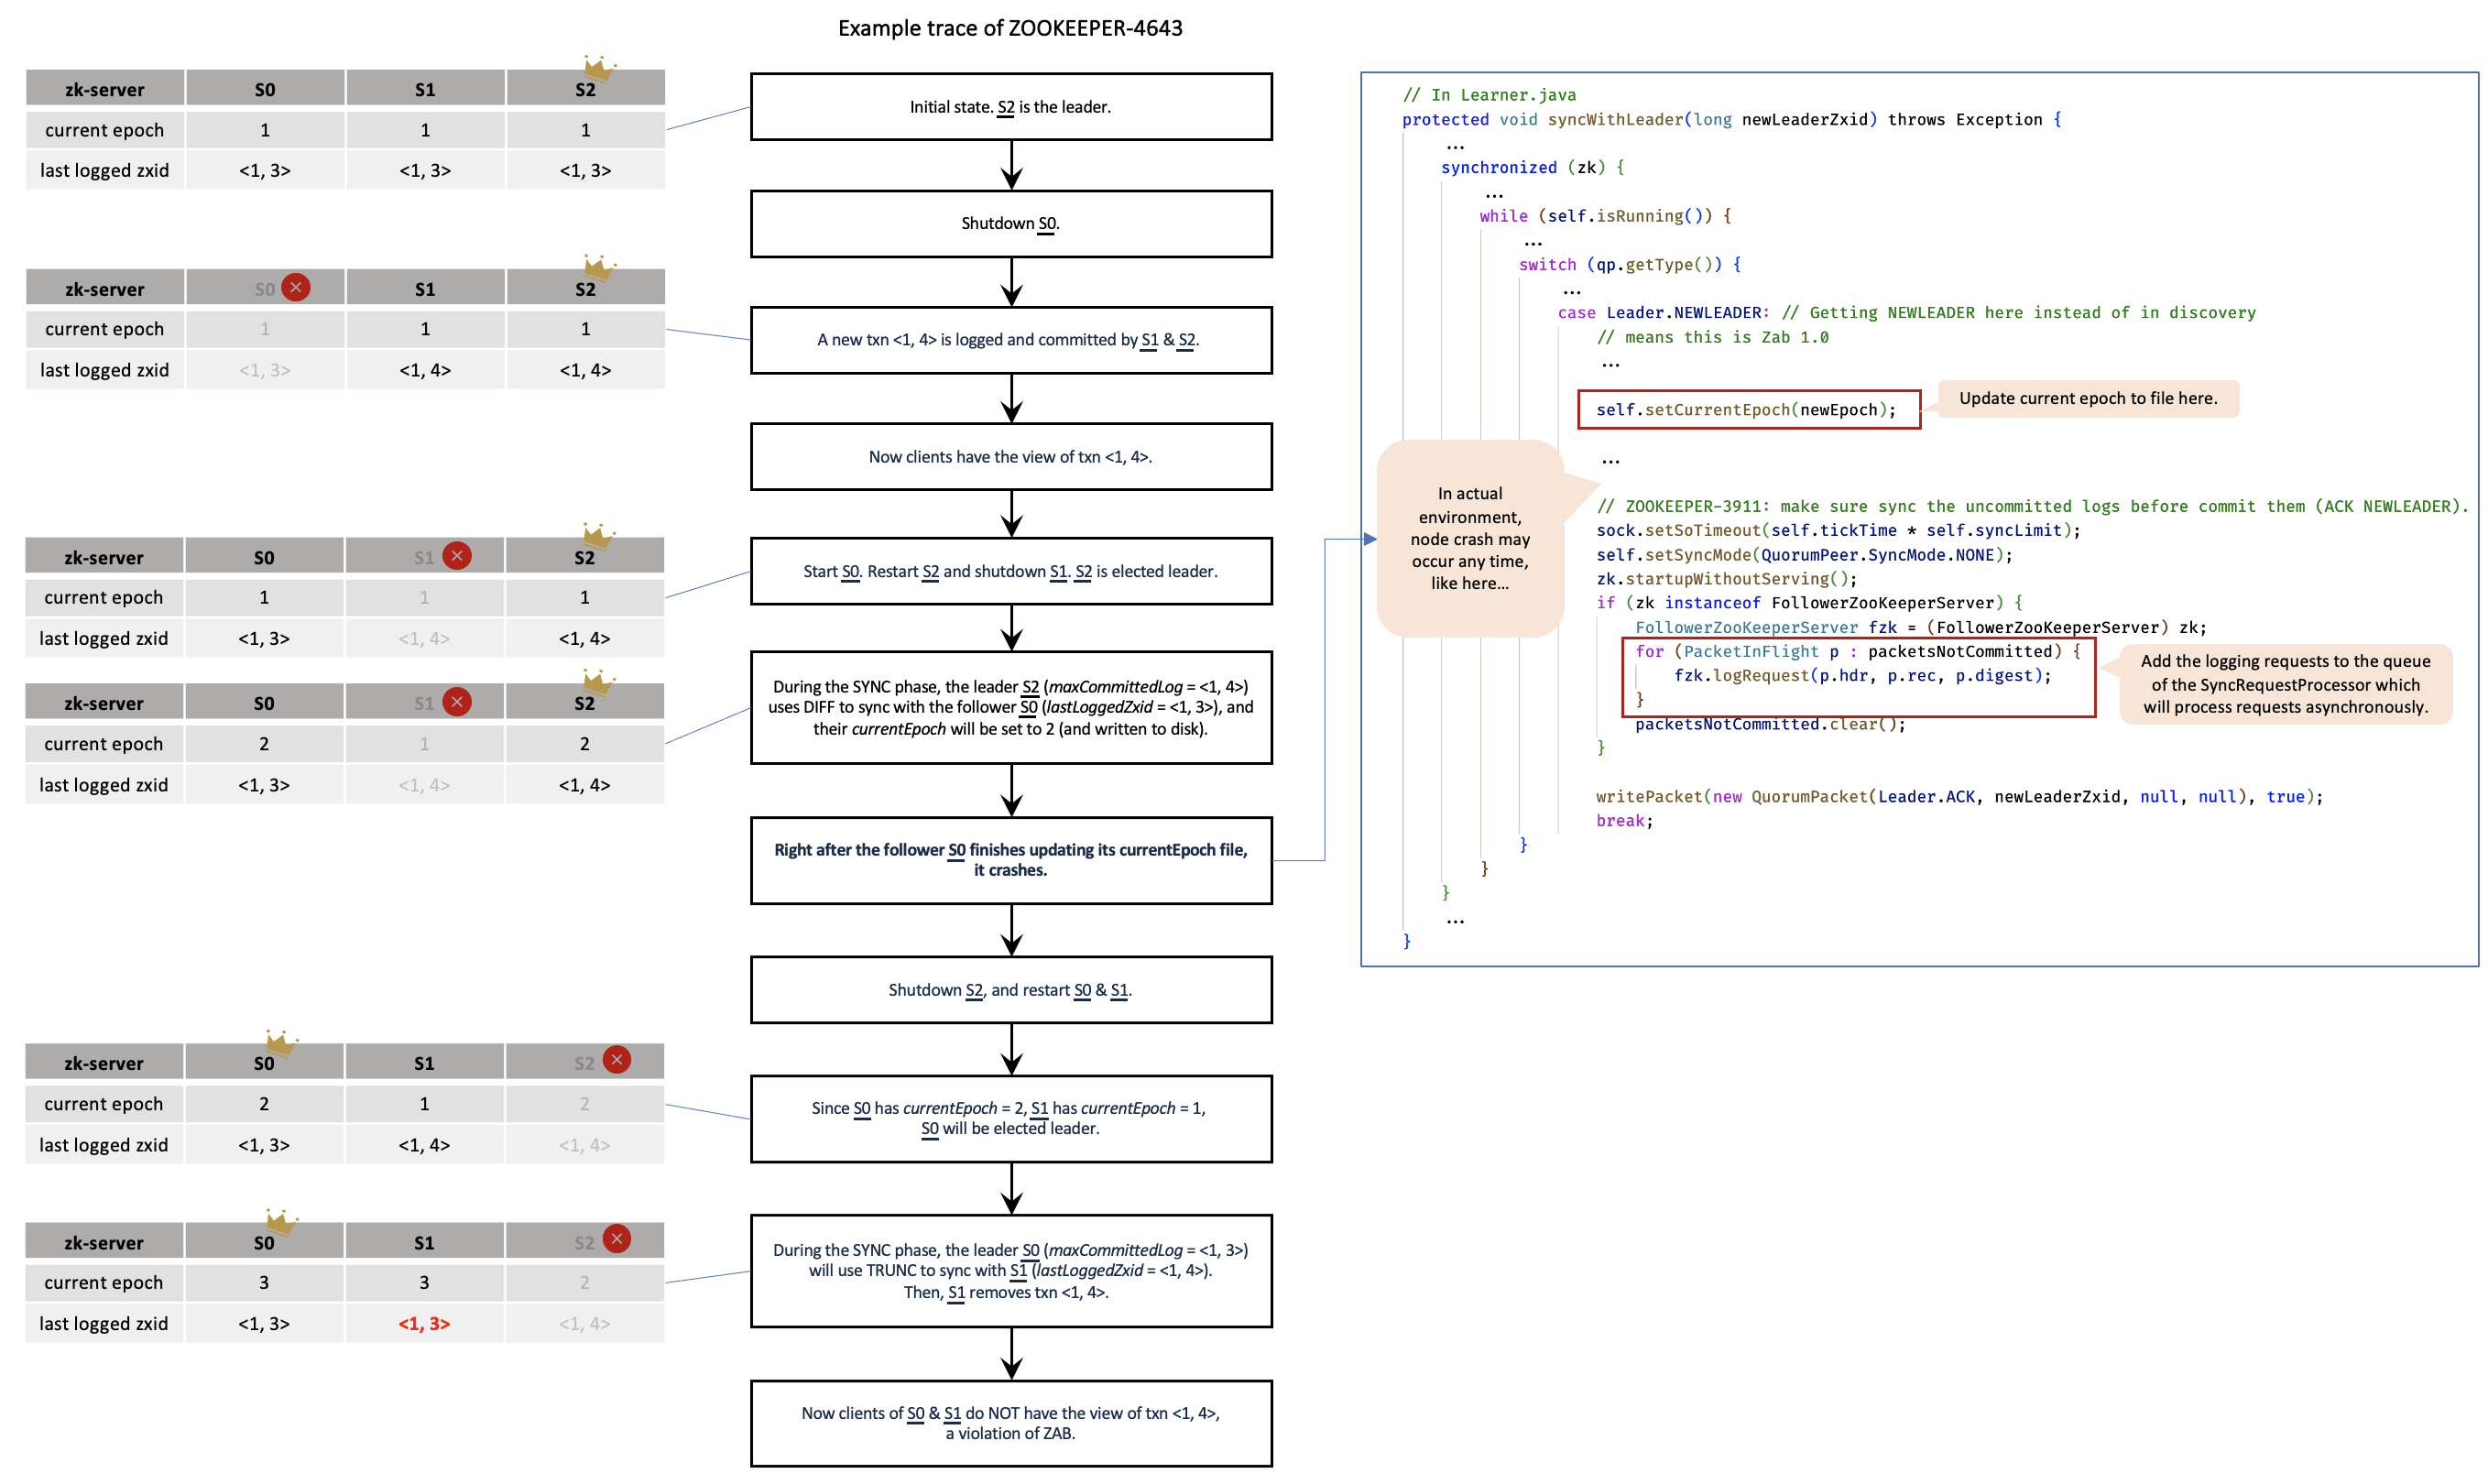 Example trace of ZOOKEEPER-4643
zk-server S0 S1 S2
current epoch 1 1 1
last logged zxid <1, 3> <1, 3> <1, 3>
zk-server S0 S1 S2
current epoch 1 1 1
last logged zxid <1, 3> <1, 4> <1, 4>
zk-server S0 S1 S2
current epoch 1 1 1
last logged zxid <1, 3> <1, 4> <1, 4>
zk-server S0 S1 S2
current epoch 2 1 2
last logged zxid <1, 3> <1, 4> <1, 4>
zk-server S0 S1 S2
current epoch 2 1 2
last logged zxid <1, 3> <1, 4> <1, 4>
zk-server S0 S1 S2
current epoch 3 3 2
last logged zxid <1, 3> <1, 3> <1, 4>
Initial state. S2 is the leader.
Shutdown S0.
A new txn <1, 4> is logged and committed by S1 & S2.
Now clients have the view of txn <1, 4>.
Start S0. Restart S2 and shutdown S1. S2 is elected leader.
During the SYNC phase, the leader S2 (maxCommittedLog = <1, 4>)
uses DIFF to sync with the follower S0 (lastLoggedZxid = <1, 3>), and
their currentEpoch will be set to 2 (and written to disk).
Right after the follower S0 finishes updating its currentEpoch file,
it crashes.
Shutdown S2, and restart S0 & S1.
Since S0 has currentEpoch = 2, S1 has currentEpoch = 1,
S0 will be elected leader.
During the SYNC phase, the leader S0 (maxCommittedLog = <1, 3>)
will use TRUNC to sync with S1 (lastLoggedZxid = <1, 4>).
Then, S1 removes txn <1, 4>.
Now clients of S0 & S1 do NOT have the view of txn <1, 4>,
a violation of ZAB.
// In Learner.java
protected void syncWithLeader(long newLeaderZxid) throws Exception {
...
synchronized (zk) {
...
while (self.isRunning()) {
...
switch (qp.getType()) {
...
case Leader.NEWLEADER: // Getting NEWLEADER here instead of in discovery
// means this is Zab 1.0
...
self.setCurrentEpoch(newEpoch);
Update current epoch to file here.
...
In actual
environment,
node crash may
occur any time,
like here...
// ZOOKEEPER-3911: make sure sync the uncommitted logs before commit them (ACK NEWLEADER).
sock.setSoTimeout(self.tickTime * self.syncLimit);
self.setSyncMode(QuorumPeer.SyncMode.NONE);
zk.startupWithoutServing();
if (zk instanceof FollowerZooKeeperServer) {
FollowerZooKeeperServer fzk = (FollowerZooKeeperServer) zk;
for (PacketInFlight p : packetsNotCommitted) {
fzk.logRequest(p.hdr, p.rec, p.digest);
}
Add the logging requests to the queue
of the SyncRequestProcessor which
will process requests asynchronously.
packetsNotCommitted.clear();
}
writePacket(new QuorumPacket(Leader.ACK, newLeaderZxid, null, null), true);
break;
}
}
}
...
}